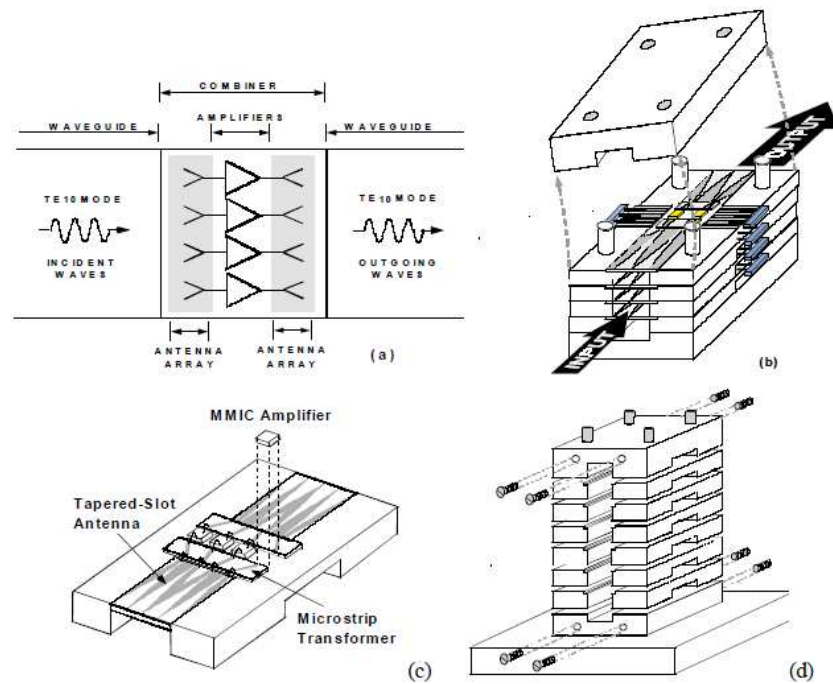 COMBINER
AMPLIFIERS
WAVEGUIDE
WAVEGUIDE
TE10 MODE
INCIDENT
WAVES
TE10 MODE
OUTGOING
WAVES
ANTENNA
ARRAY
ANTENNA
ARRAY
(a)
OUTPUT
INPUT
(b)
MMIC Amplifier
Tapered-Slot
Antenna
Microstrip
Transformer
(c)
(d)